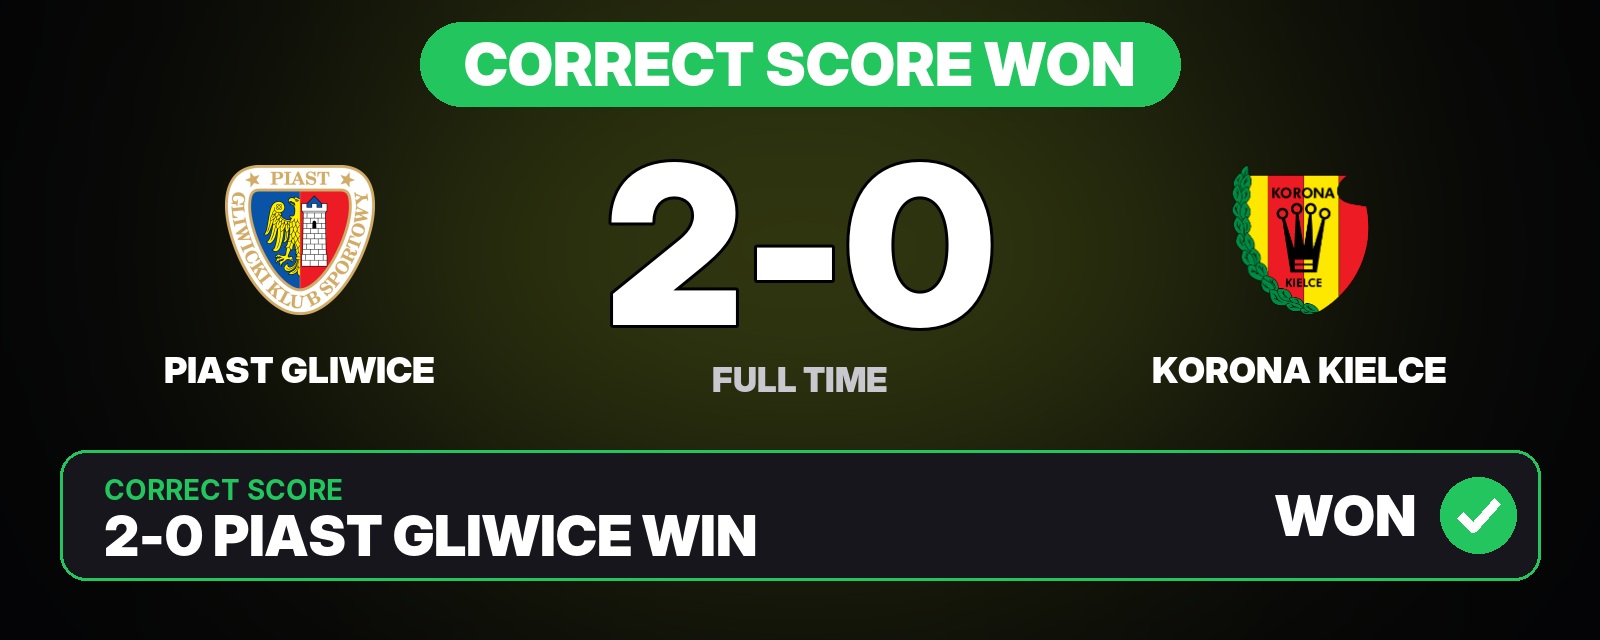 CORRECT SCORE WON
PIAST
GLIWICKI KLUB SPORTOWY
2-0
KORONA
KIELCE
PIAST GLIWICE
FULL TIME
KORONA KIELCE
CORRECT SCORE
2-0 PIAST GLIWICE WIN
WON